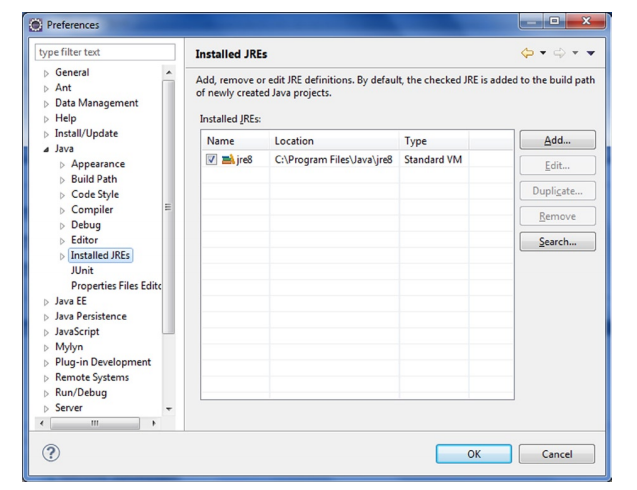 Preferences
type filter text
General
Ant
Data Management
Help
Install/Update
Java
Appearance
Build Path
Code Style
Compiler
Debug
Editor
Installed JREs
JUnit
Properties Files Edito
Java EE
Java Persistence
JavaScript
Mylyn
Plug-in Development
Remote Systems
Run/Debug
Server
Installed JREs
Add, remove or edit JRE definitions. By default, the checked JRE is added to the build path
of newly created Java projects.
Installed JREs:
Name Location Type
jre8 C:\Program Files\Java\jre8 Standard VM
Add...
Edit...
Duplicate...
Remove
Search...
OK Cancel